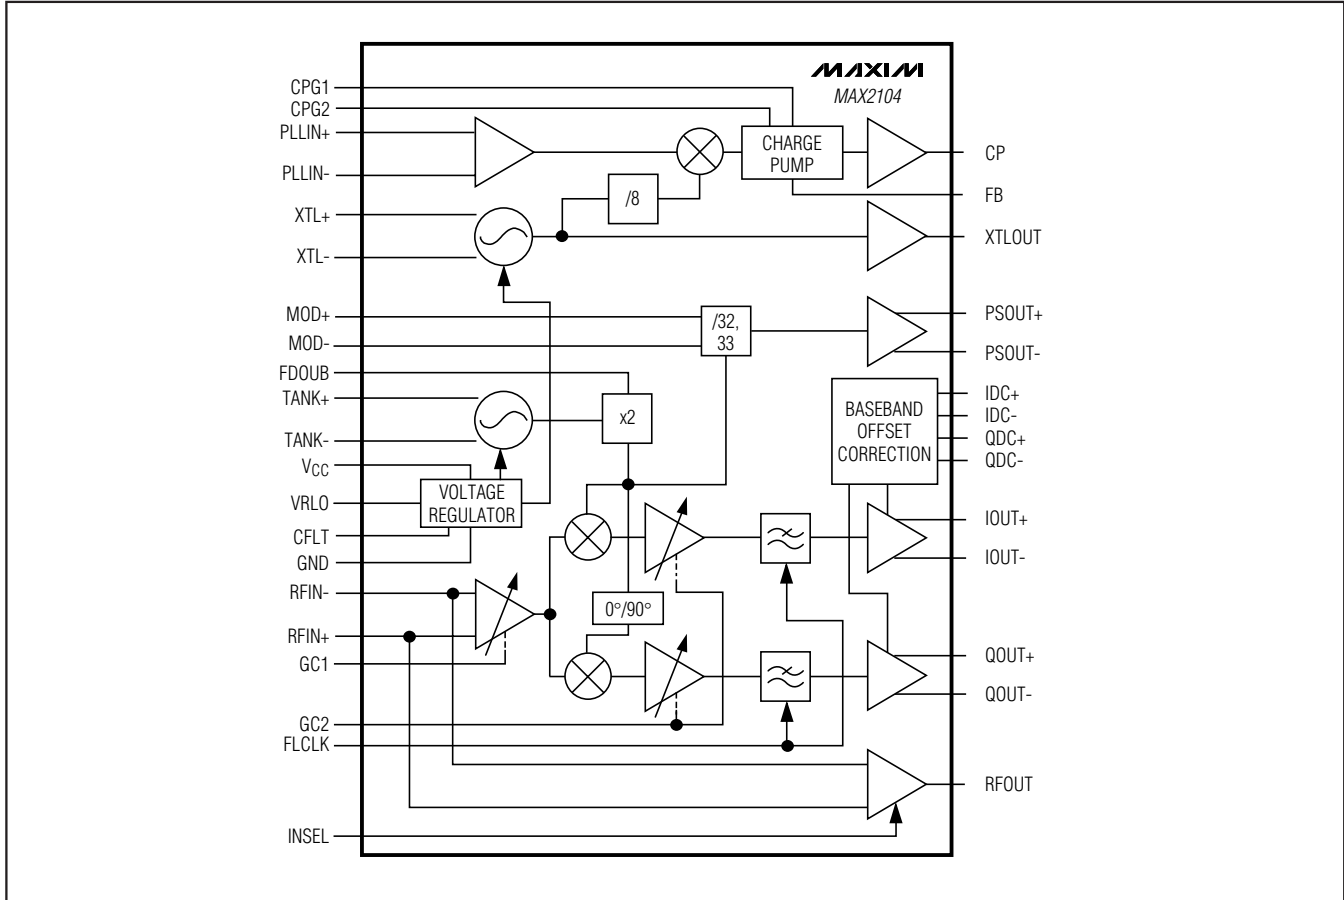 MAXIM
MAX2104
CPG1
CPG2
PLLIN+
PLLIN-
XTL+
XTL-
MOD+
MOD-
FDOUB
TANK+
TANK-
VCC
VRLO
CFLT
GND
RFIN-
RFIN+
GC1
GC2
FLCLK
INSEL
CHARGE
PUMP
/8
/32,
33
x2
VOLTAGE
REGULATOR
0°/90°
BASEBAND
OFFSET
CORRECTION
CP
FB
XTLOUT
PSOUT+
PSOUT-
IDC+
IDC-
QDC+
QDC-
IOUT+
IOUT-
QOUT+
QOUT-
RFOUT